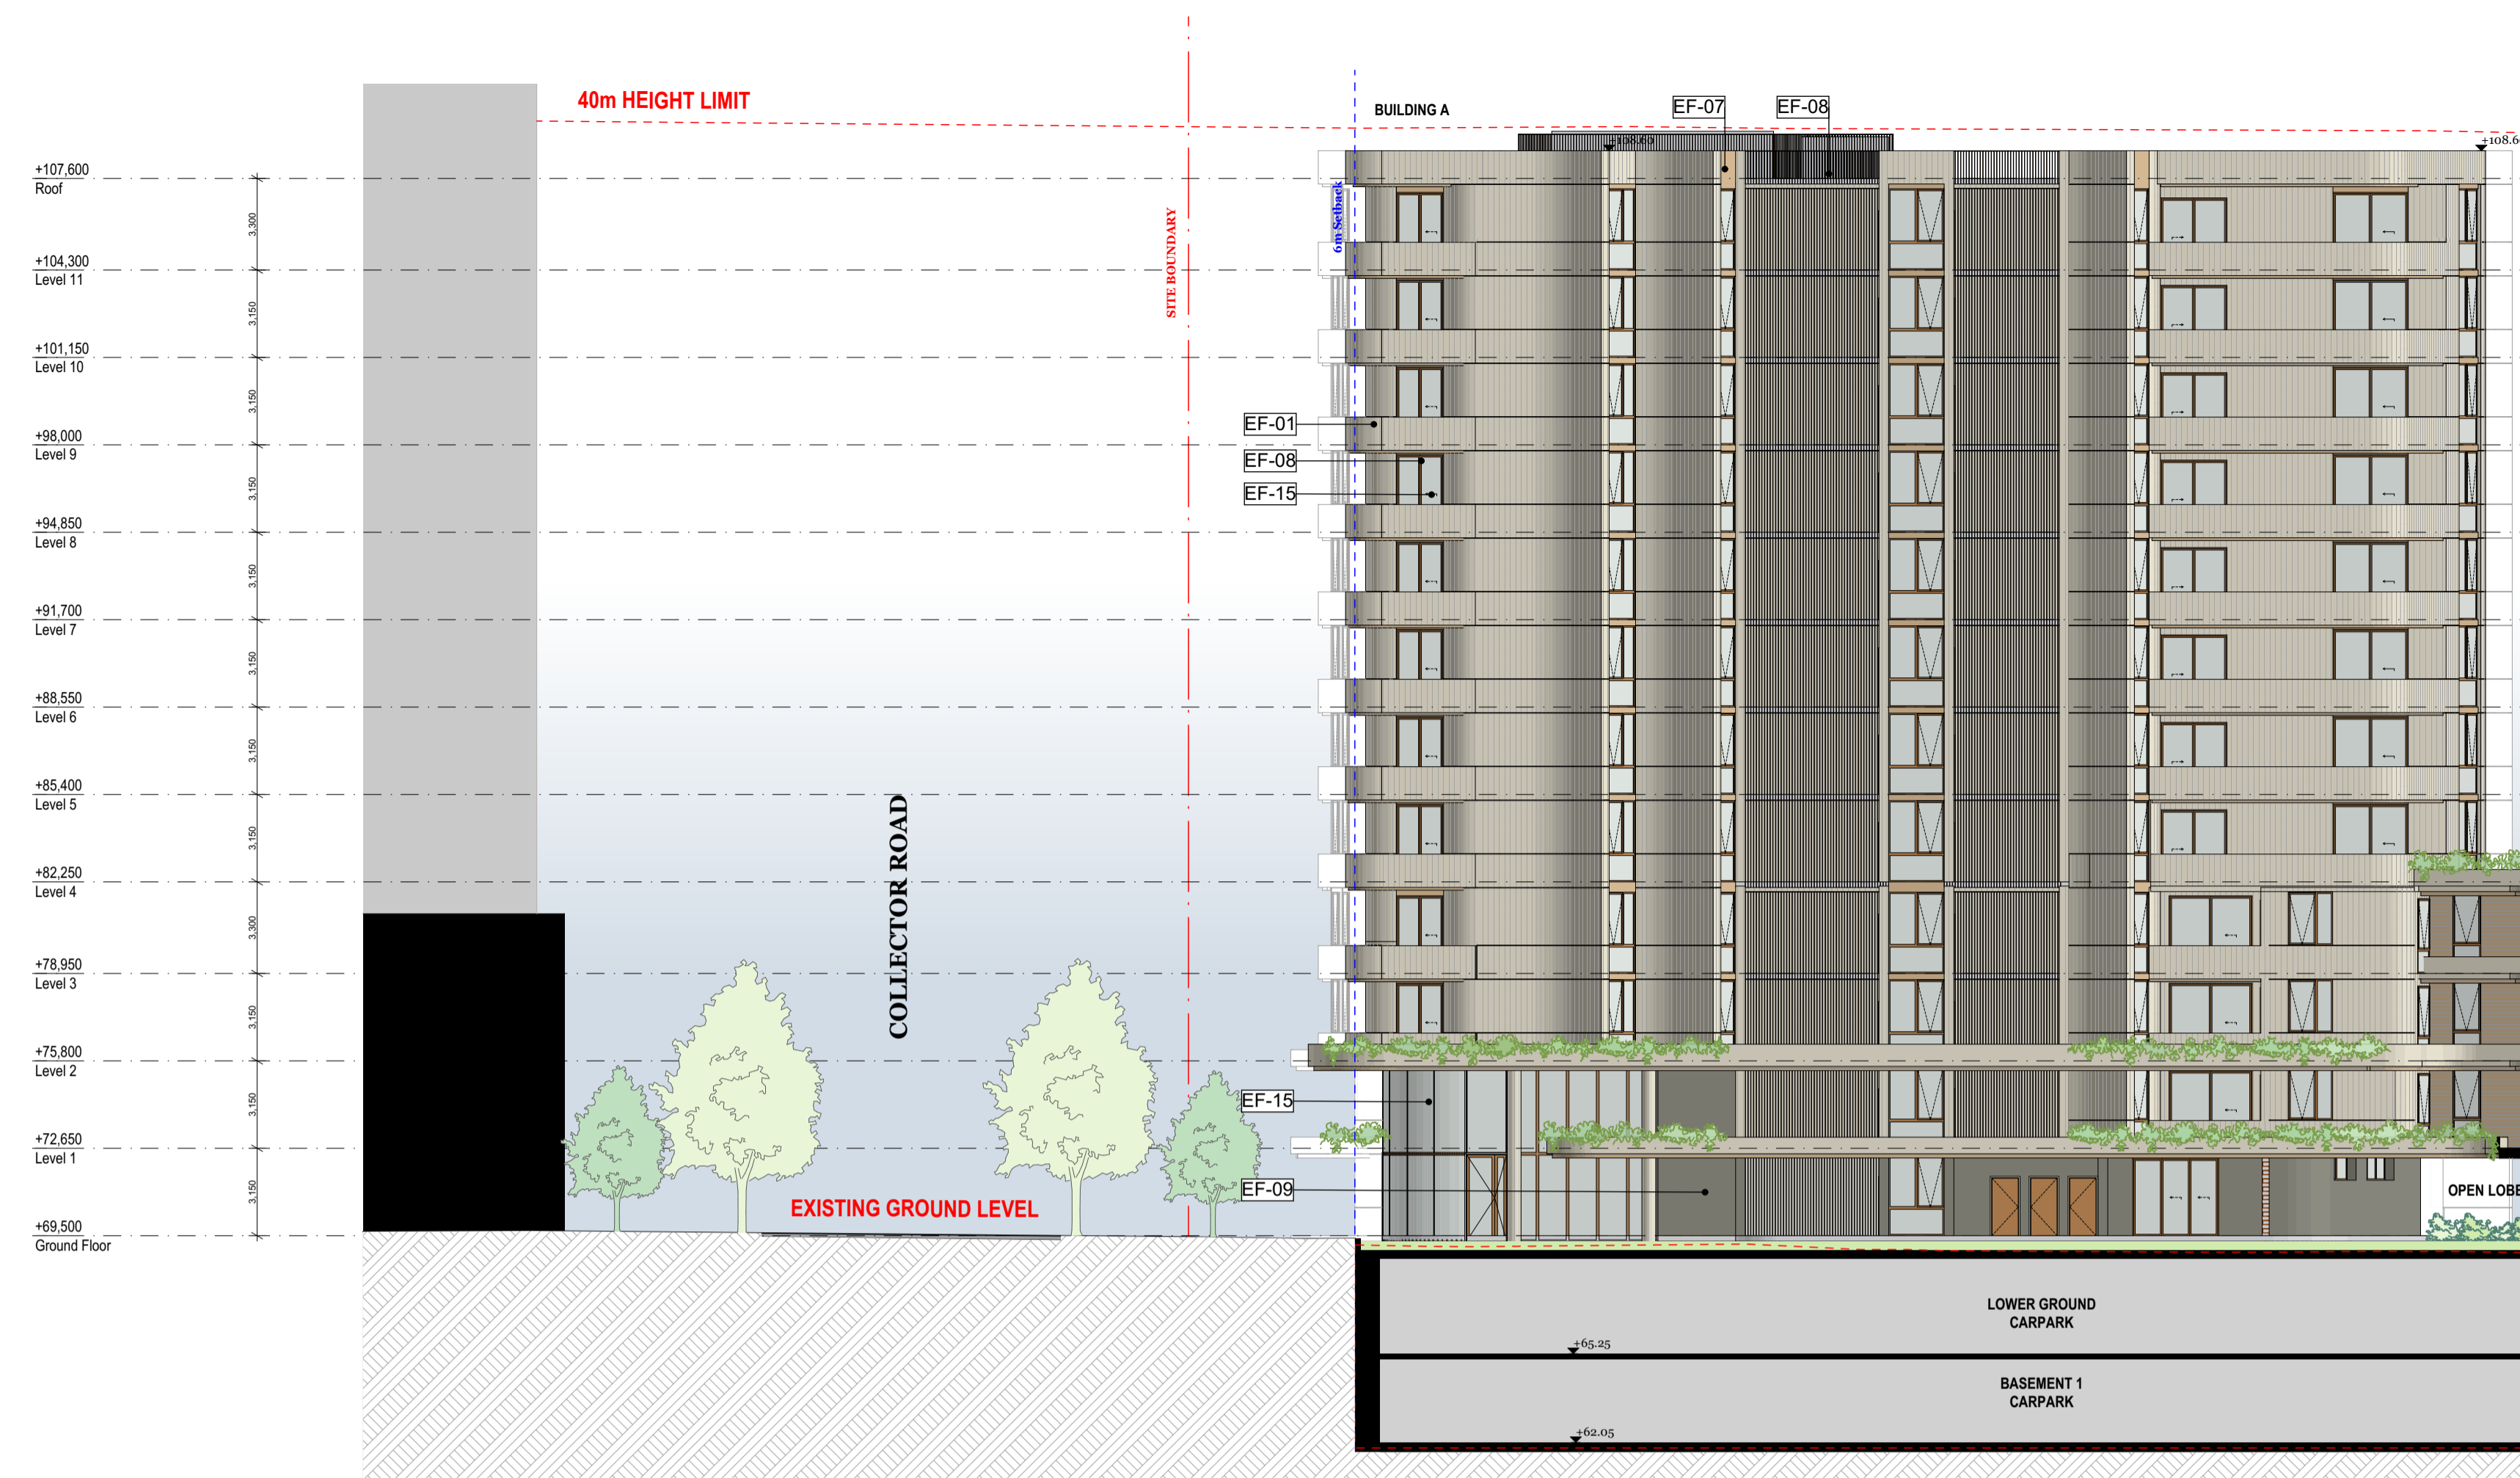 40m HEIGHT LIMIT
BUILDING A
EF-07
EF-08
+108.60
+108.6
+107,600
Roof
3,300
+104,300
Level 11
3,150
+101,150
Level 10
3,150
+98,000
Level 9
3,150
+94,850
Level 8
3,150
+91,700
Level 7
3,150
+88,550
Level 6
3,150
+85,400
Level 5
3,150
+82,250
Level 4
3,300
+78,950
Level 3
3,150
+75,800
Level 2
3,150
+72,650
Level 1
3,150
+69,500
Ground Floor
SITE BOUNDARY
6m Setback
EF-01
EF-08
EF-15
COLLECTOR ROAD
EF-15
EF-09
EXISTING GROUND LEVEL
OPEN LOBB
LOWER GROUND
CARPARK
+65.25
BASEMENT 1
CARPARK
+62.05